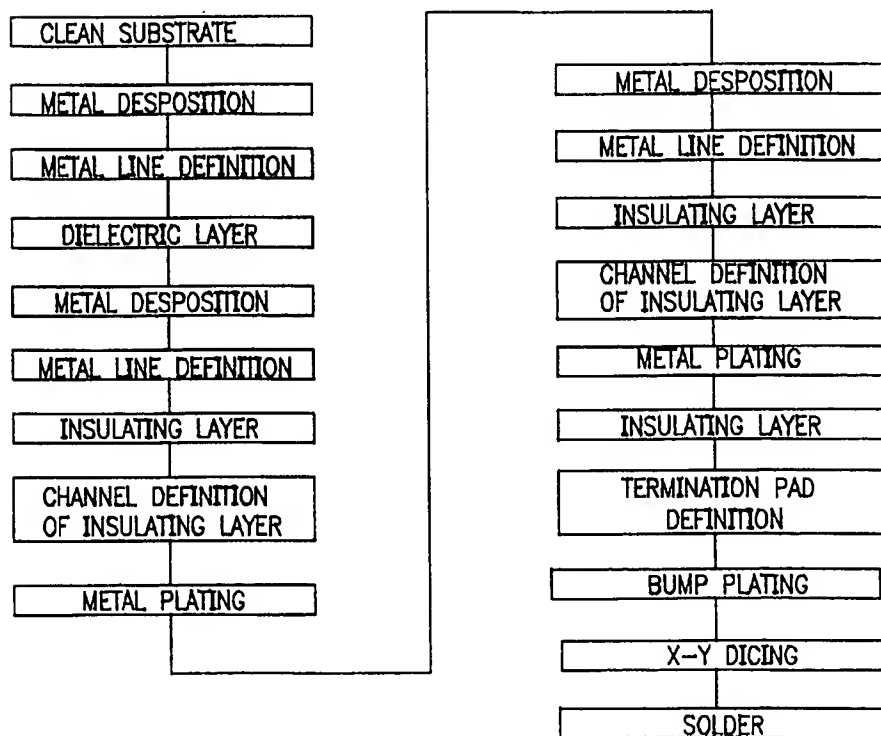 CLEAN SUBSTRATE
METAL DESPOSITION
METAL LINE DEFINITION
DIELECTRIC LAYER
METAL DESPOSITION
METAL LINE DEFINITION
INSULATING LAYER
CHANNEL DEFINITION
OF INSULATING LAYER
METAL PLATING
METAL DESPOSITION
METAL LINE DEFINITION
INSULATING LAYER
CHANNEL DEFINITION
OF INSULATING LAYER
METAL PLATING
INSULATING LAYER
TERMINATION PAD
DEFINITION
BUMP PLATING
X-Y DICING
SOLDER